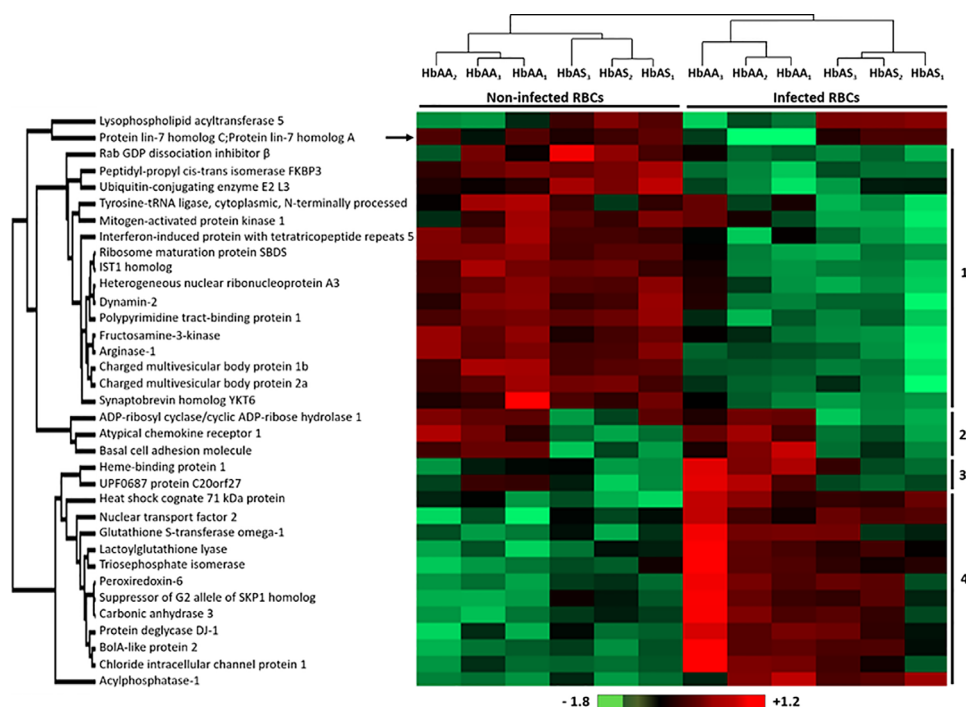 HbAA2 HbAA3 HbAA1 HbAS3 HbAS2 HbAS1 HbAA3 HbAA2 HbAA1 HbAS3 HbAS2 HbAS1
Non-infected RBCs Infected RBCs
Lysophospholipid acyltransferase 5
Protein lin-7 homolog C;Protein lin-7 homolog A
Rab GDP dissociation inhibitor β
Peptidyl-propyl cis-trans isomerase FKBP3
Ubiquitin-conjugating enzyme E2 L3
Tyrosine-tRNA ligase, cytoplasmic, N-terminally processed
Mitogen-activated protein kinase 1
Interferon-induced protein with tetratricopeptide repeats 5
Ribosome maturation protein SBDS
IST1 homolog
1
Heterogeneous nuclear ribonucleoprotein A3
Dynamin-2
Polypyrimidine tract-binding protein 1
Fructosamine-3-kinase
Arginase-1
Charged multivesicular body protein 1b
Charged multivesicular body protein 2a
Synaptobrevin homolog YKT6
ADP-ribosyl cyclase/cyclic ADP-ribose hydrolase 1
Atypical chemokine receptor 1
2
Basal cell adhesion molecule
Heme-binding protein 1
3
UPF0687 protein C20orf27
Heat shock cognate 71 kDa protein
Nuclear transport factor 2
Glutathione S-transferase omega-1
Lactoylglutathione lyase
Triosephosphate isomerase
Peroxiredoxin-6
4
Suppressor of G2 allele of SKP1 homolog
Carbonic anhydrase 3
Protein deglycase DJ-1
BolA-like protein 2
Chloride intracellular channel protein 1
Acylphosphatase-1
- 1.8 +1.2